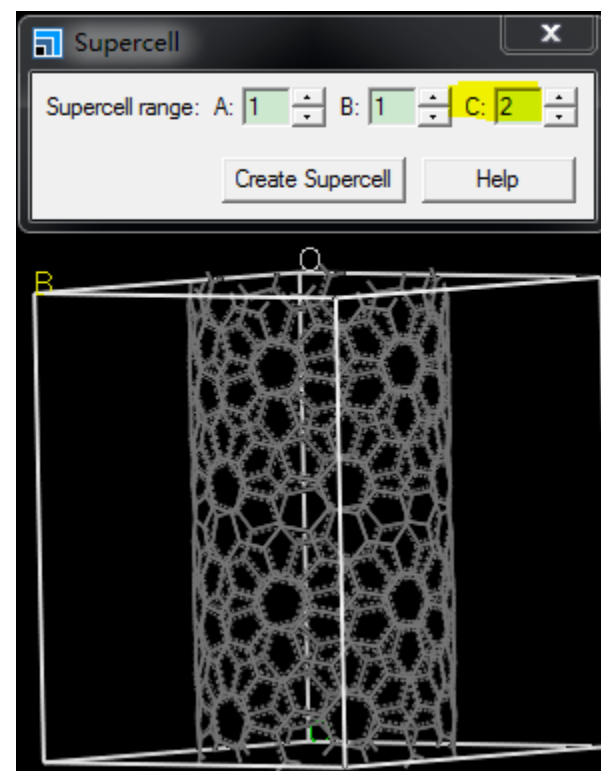 Supercell
x
Supercell range: A: 1 B: 1 C: 2
Create Supercell Help
O
B